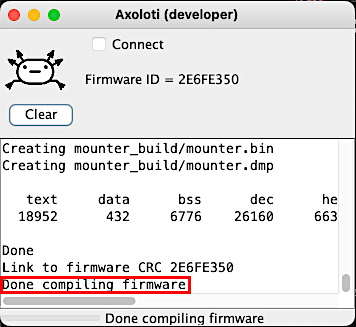 Axoloti (developer)
Connect
Firmware ID = 2E6FE350
Clear
Creating mounter_build/mounter.bin
Creating mounter_build/mounter.dmp
text data bss dec he
18952 432 6776 26160 663
Done
Link to firmware CRC 2E6FE350
Done compiling firmware
Done compiling firmware